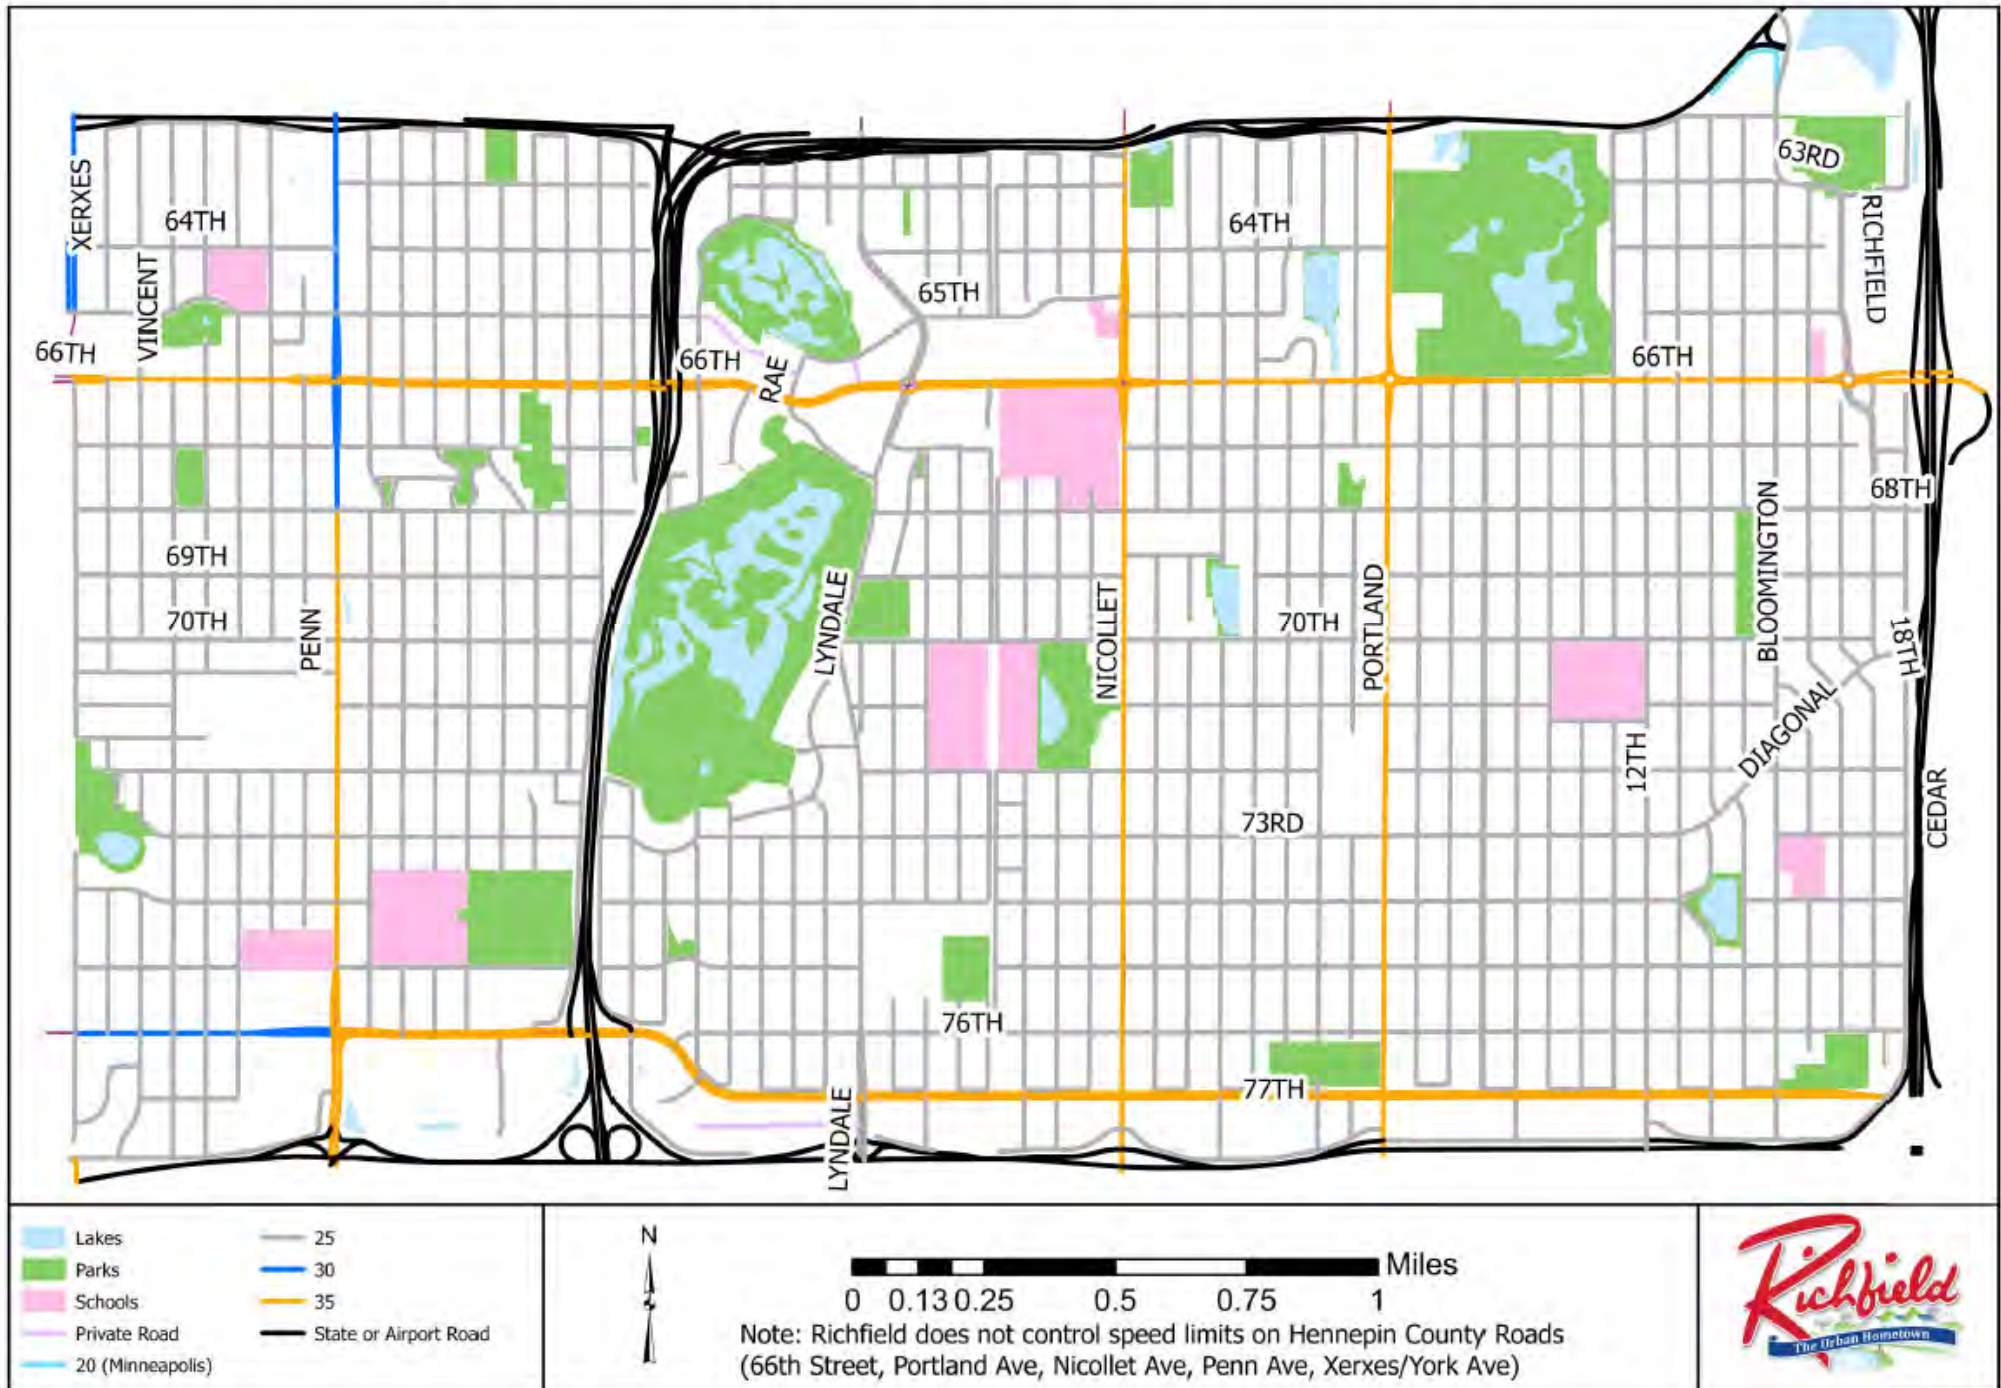 63RD
XERXES
64TH
64TH
RICHFIELD
VINCENT
65TH
66TH
66TH
66TH
RAE
68TH
BLOOMINGTON
69TH
LYNDALE
NICOLLET
PORTLAND
70TH
70TH
PENN
18TH
DIAGONAL
12TH
CEDAR
73RD
76TH
77TH
LYNDALE
Lakes
Parks
Schools
Private Road
20 (Minneapolis)
25
30
35
State or Airport Road
N
Miles
0 0.13 0.25 0.5 0.75 1
Note: Richfield does not control speed limits on Hennepin County Roads
(66th Street, Portland Ave, Nicollet Ave, Penn Ave, Xerxes/York Ave)
Richfield
The Urban Hometown